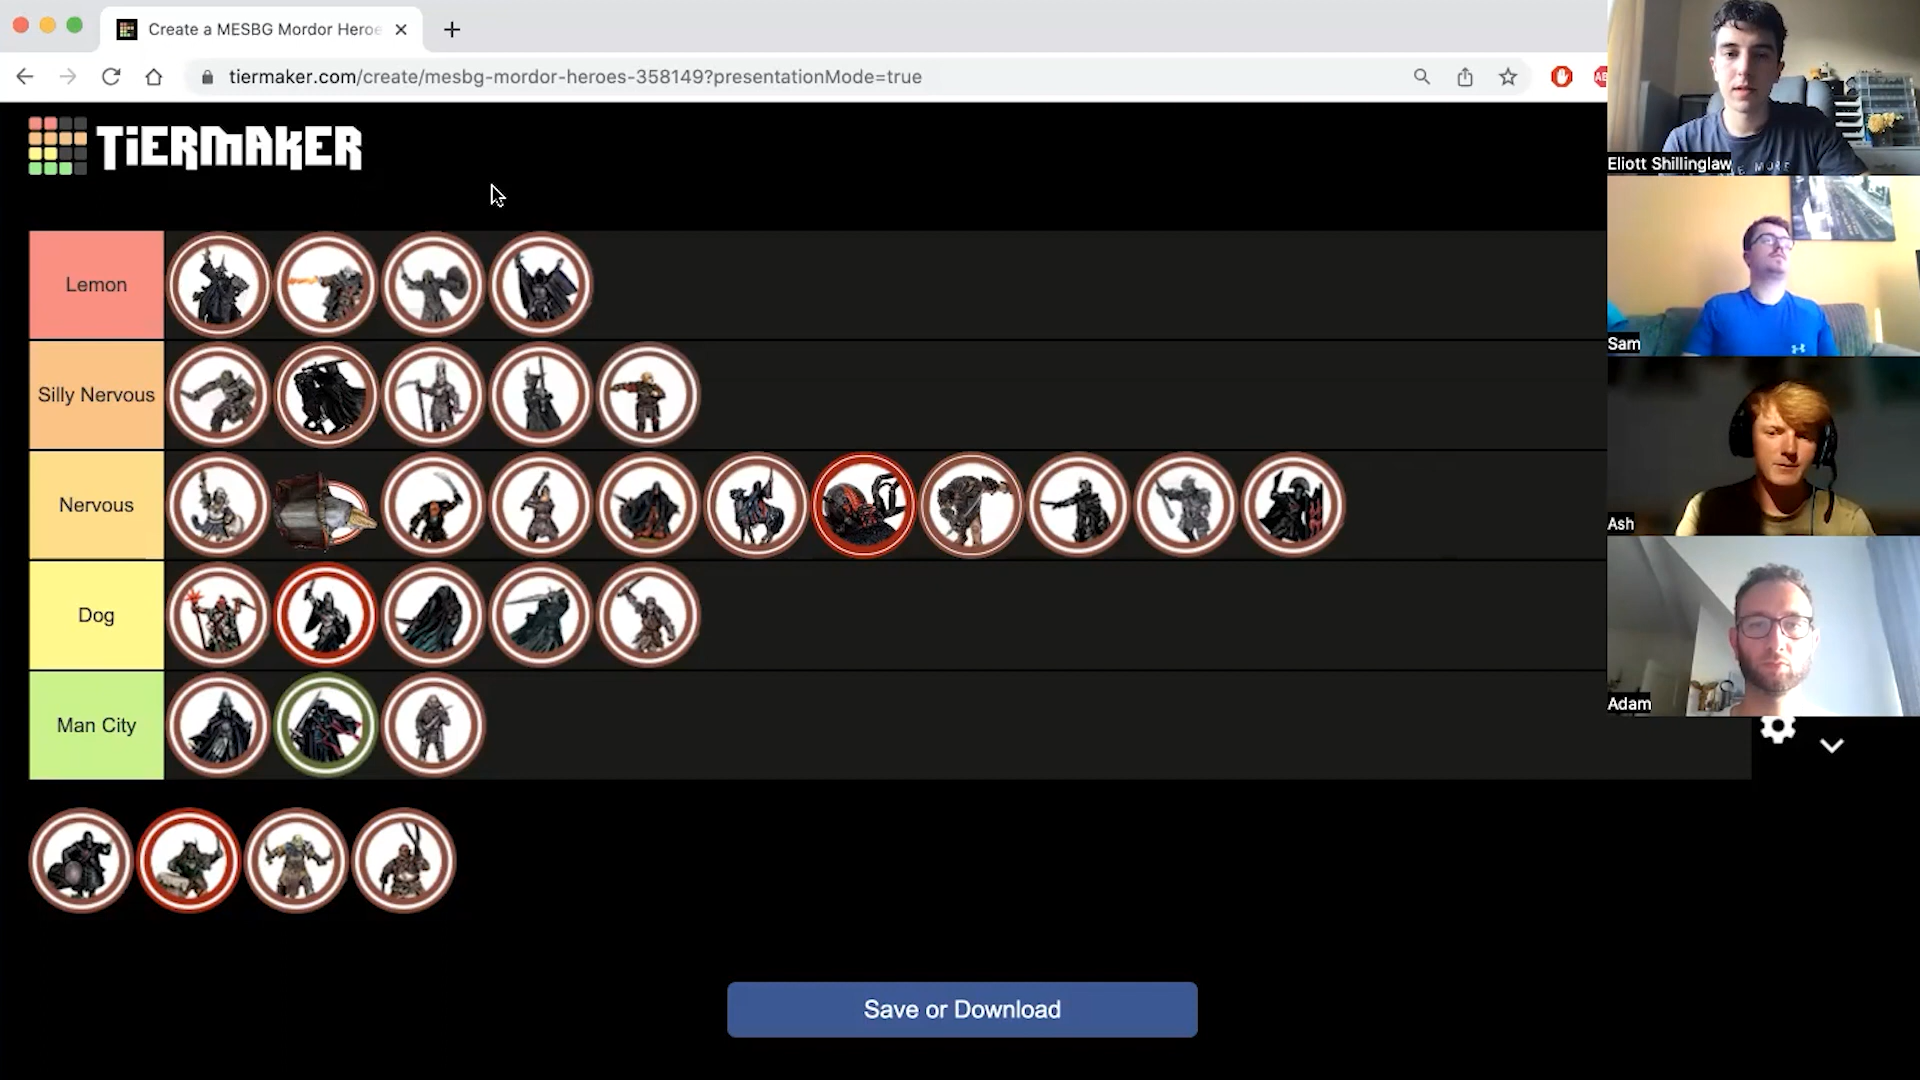 Create a MESBG Mordor Heroe
tiermaker.com/create/mesbg-mordor-heroes-358149?presentationMode=true
TiERMAKER
Lemon
Silly Nervous
Nervous
Dog
Man City
Save or Download
Eliott Shillinglaw
Sam
Ash
Adam